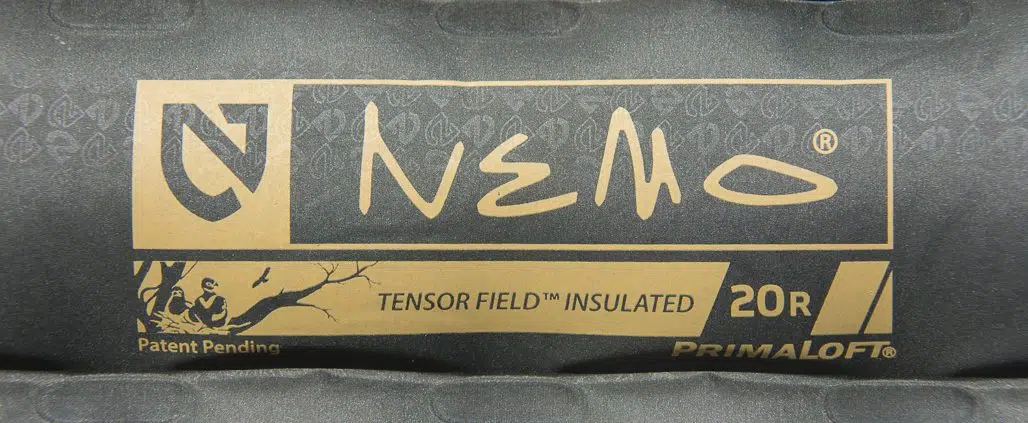 NEMO®
TENSOR FIELD™ INSULATED 20R
Patent Pending PRIMALOFT®